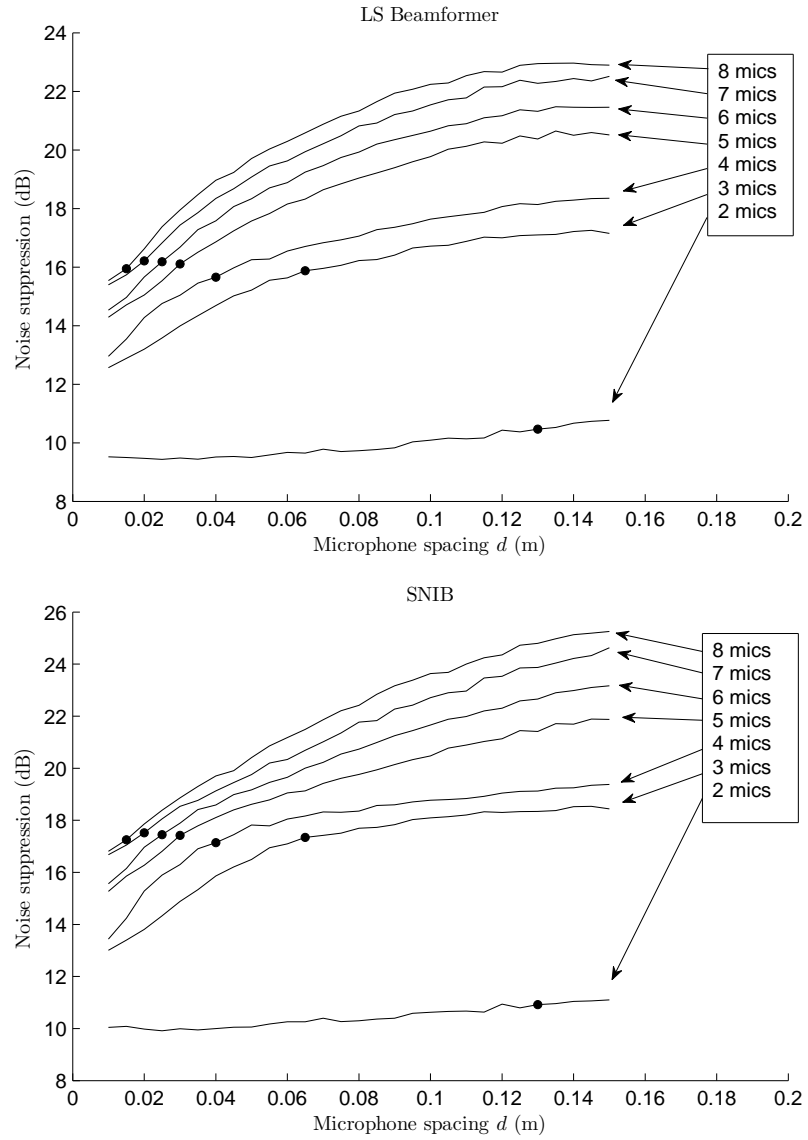 LS Beamformer
24
22
20
18
16
14
12
10
8
Noise suppression (dB)
0 0.02 0.04 0.06 0.08 0.1 0.12 0.14 0.16 0.18 0.2
Microphone spacing d (m)
8 mics
7 mics
6 mics
5 mics
4 mics
3 mics
2 mics
SNIB
26
24
22
20
18
16
14
12
10
8
Noise suppression (dB)
0 0.02 0.04 0.06 0.08 0.1 0.12 0.14 0.16 0.18 0.2
Microphone spacing d (m)
8 mics
7 mics
6 mics
5 mics
4 mics
3 mics
2 mics